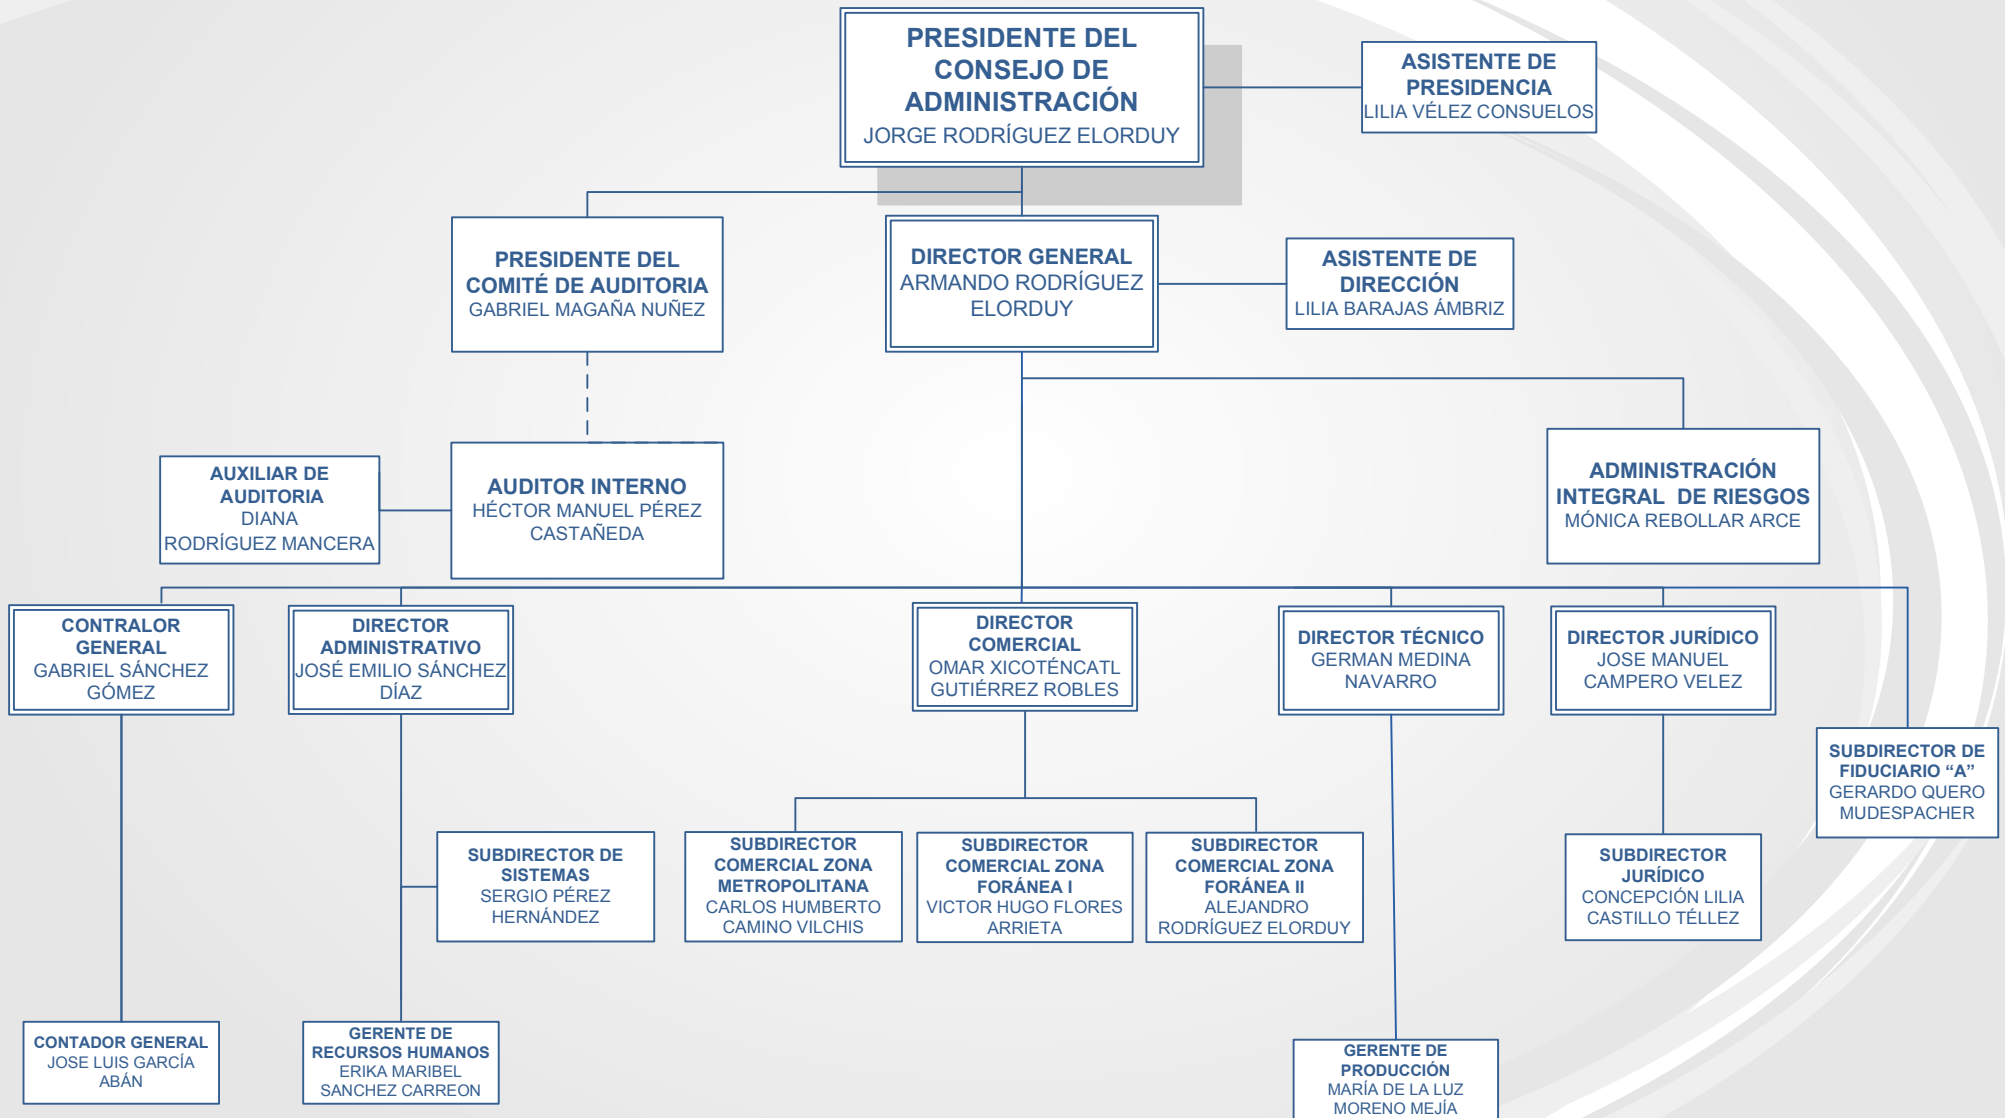 PRESIDENTE DEL
CONSEJO DE
ADMINISTRACIÓN
JORGE RODRÍGUEZ ELORDUY
ASISTENTE DE
PRESIDENCIA
LILIA VÉLEZ CONSUELOS
PRESIDENTE DEL
COMITÉ DE AUDITORIA
GABRIEL MAGAÑA NUÑEZ
DIRECTOR GENERAL
ARMANDO RODRÍGUEZ
ELORDUY
ASISTENTE DE
DIRECCIÓN
LILIA BARAJAS ÁMBRIZ
AUXILIAR DE
AUDITORIA
DIANA
RODRÍGUEZ MANCERA
AUDITOR INTERNO
HÉCTOR MANUEL PÉREZ
CASTAÑEDA
ADMINISTRACIÓN
INTEGRAL DE RIESGOS
MÓNICA REBOLLAR ARCE
CONTRALOR
GENERAL
GABRIEL SÁNCHEZ
GÓMEZ
DIRECTOR
ADMINISTRATIVO
JOSÉ EMILIO SÁNCHEZ
DÍAZ
DIRECTOR
COMERCIAL
OMAR XICOTÉNCATL
GUTIÉRREZ ROBLES
DIRECTOR TÉCNICO
GERMAN MEDINA
NAVARRO
DIRECTOR JURÍDICO
JOSE MANUEL
CAMPERO VELEZ
SUBDIRECTOR DE
FIDUCIARIO “A”
GERARDO QUERO
MUDESPACHER
SUBDIRECTOR DE
SISTEMAS
SERGIO PÉREZ
HERNÁNDEZ
SUBDIRECTOR
COMERCIAL ZONA
METROPOLITANA
CARLOS HUMBERTO
CAMINO VILCHIS
SUBDIRECTOR
COMERCIAL ZONA
FORÁNEA I
VICTOR HUGO FLORES
ARRIETA
SUBDIRECTOR
COMERCIAL ZONA
FORÁNEA II
ALEJANDRO
RODRÍGUEZ ELORDUY
SUBDIRECTOR
JURÍDICO
CONCEPCIÓN LILIA
CASTILLO TÉLLEZ
CONTADOR GENERAL
JOSE LUIS GARCÍA
ABÁN
GERENTE DE
RECURSOS HUMANOS
ERIKA MARIBEL
SANCHEZ CARREON
GERENTE DE
PRODUCCIÓN
MARÍA DE LA LUZ
MORENO MEJÍA